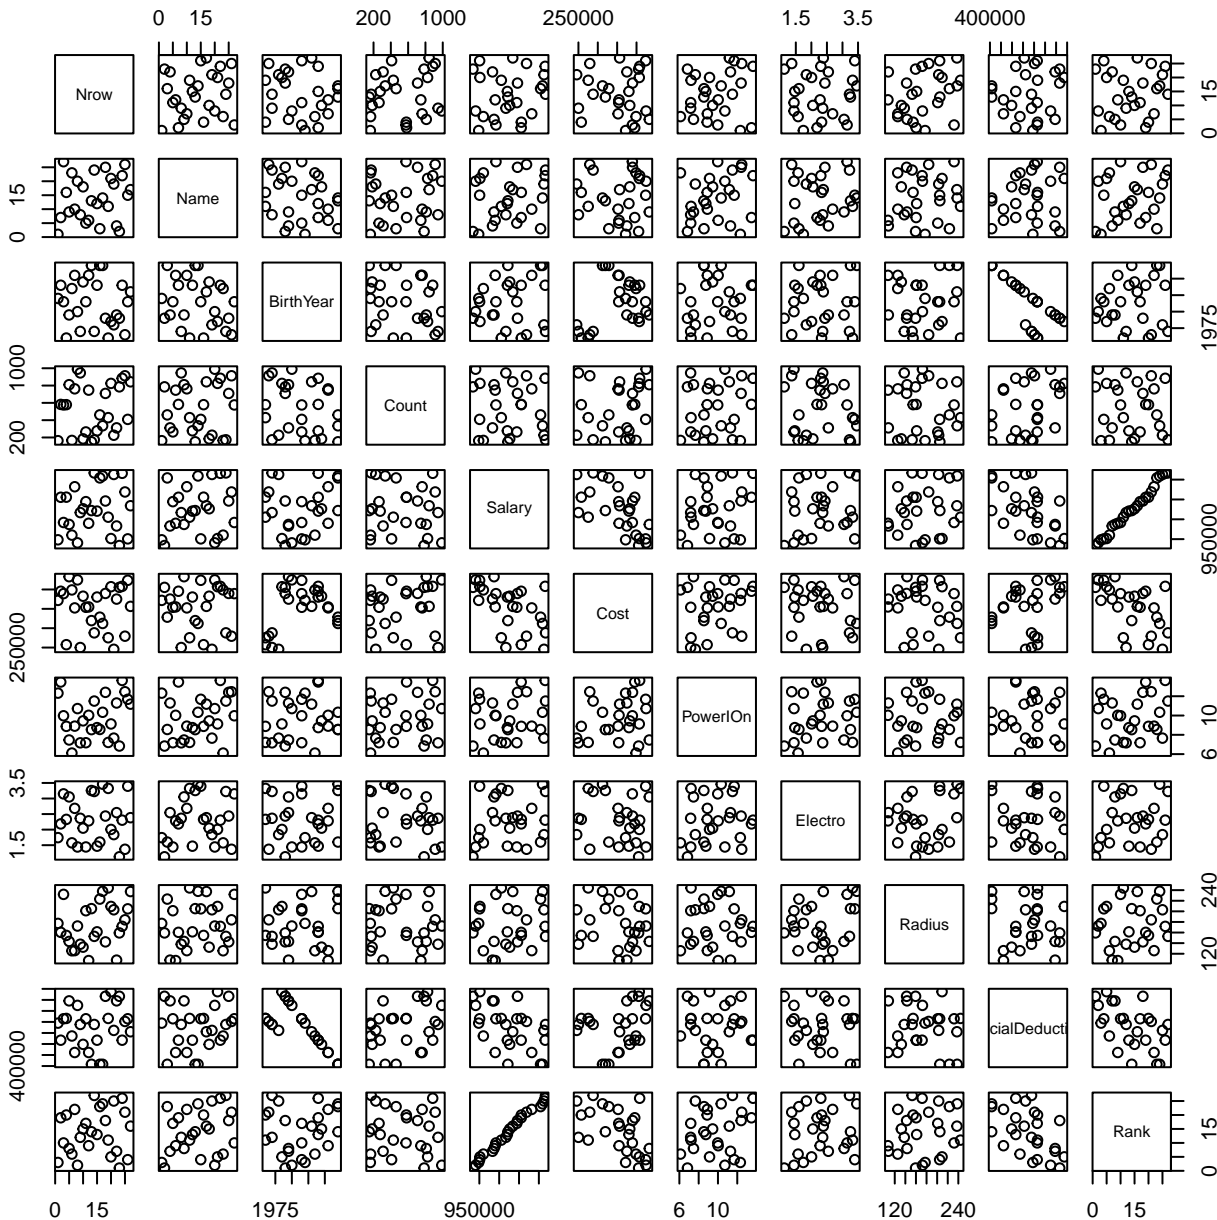 0 15 200 1000 250000 1.5 3.5 400000
Nrow
0 15
Name
0 15
BirthYear
1975
Count
200 1000
Salary
950000
Cost
250000
PowerIOn
6 10
Electro
1.5 3.5
Radius
120 240
cialDeducti
400000
Rank
0 15
0 15 1975 950000 6 10 120 240 0 15